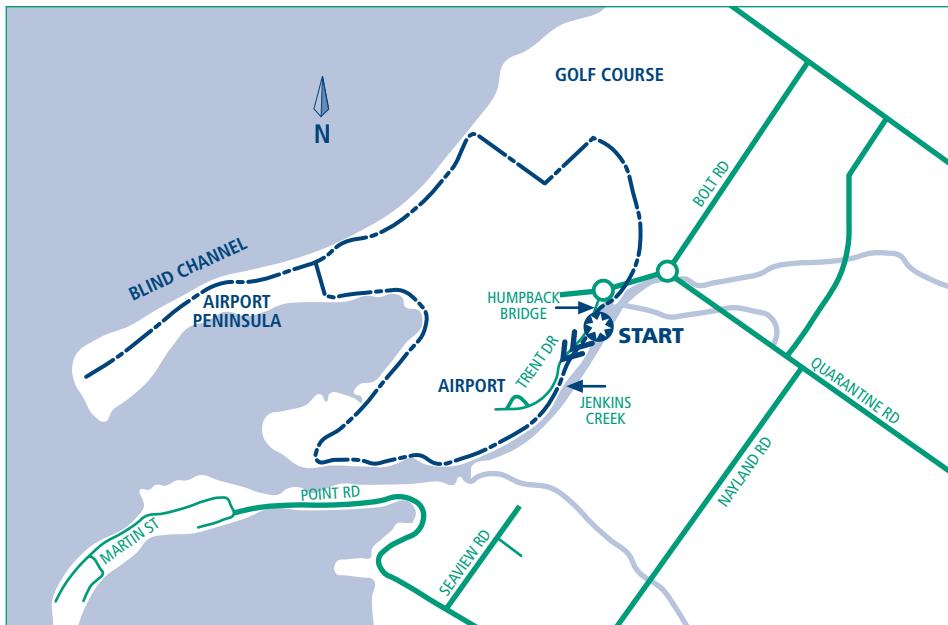 GOLF COURSE
N
BOLT RD
BLIND CHANNEL
AIRPORT
PENINSULA
HUMPBACK
BRIDGE
START
TRENT DR
AIRPORT
JENKINS
CREEK
QUARANTINE RD
NAYLAND RD
POINT RD
MARTIN ST
SEAVIEW RD